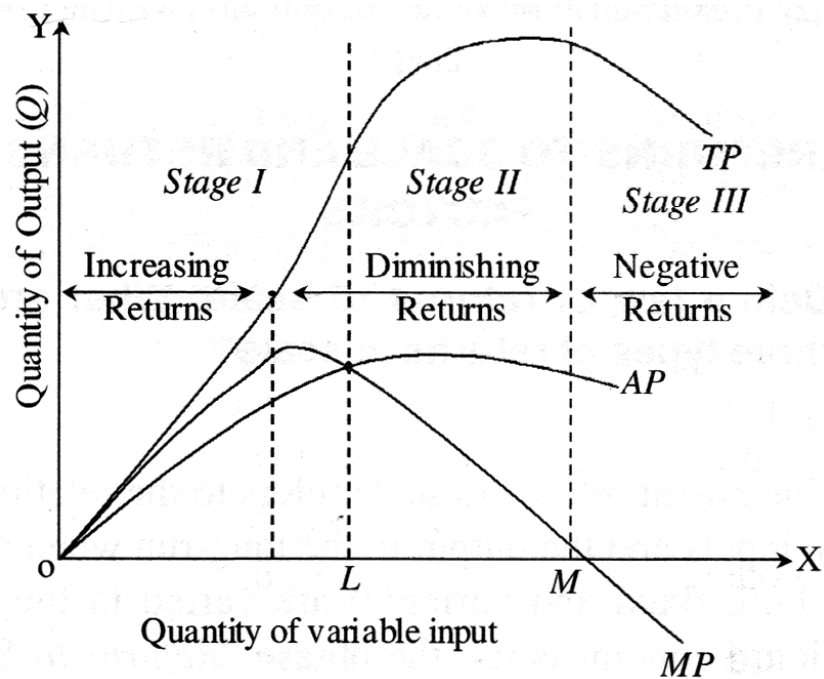 Y
Quantity of Output (Q)
Stage I
Stage II
TP
Stage III
Increasing
Returns
Diminishing
Returns
Negative
Returns
AP
o
L
M
X
Quantity of variable input
MP